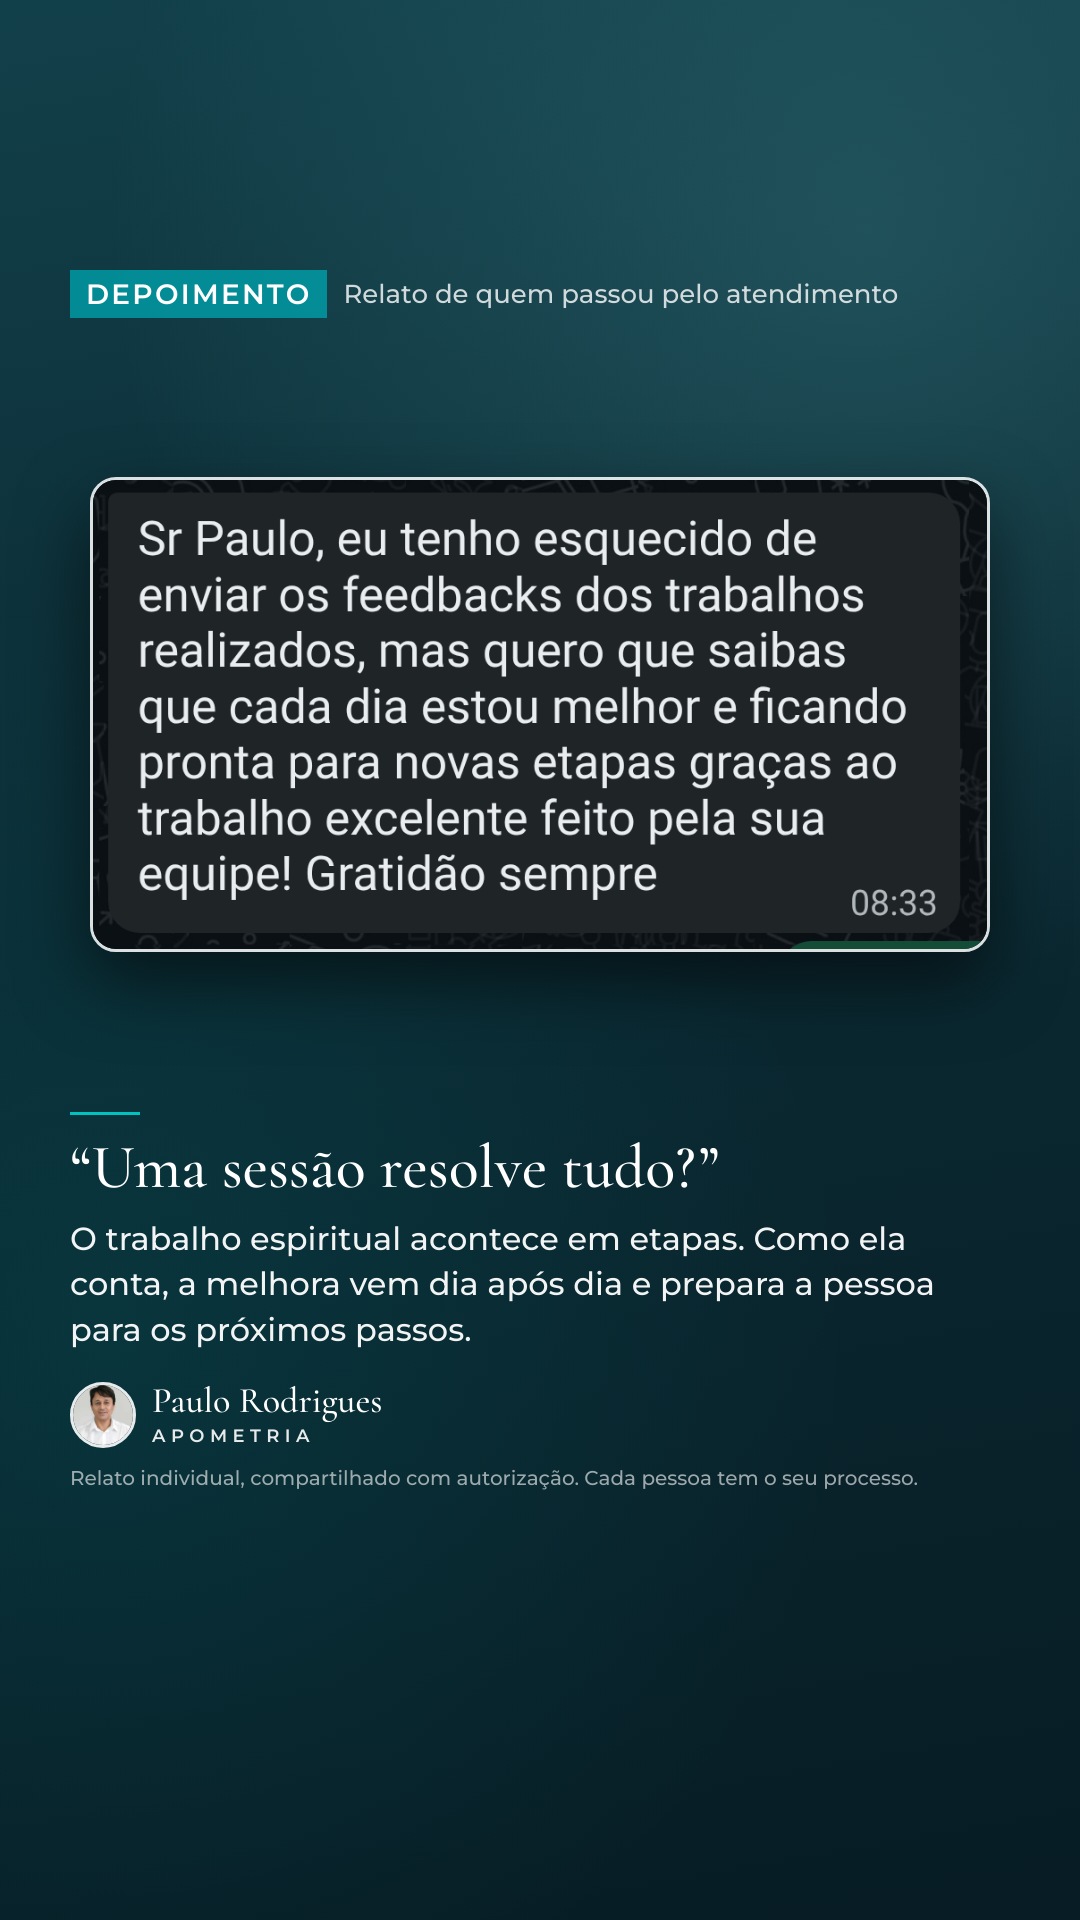 DEPOIMENTO Relato de quem passou pelo atendimento
Sr Paulo, eu tenho esquecido de
enviar os feedbacks dos trabalhos
realizados, mas quero que saibas
que cada dia estou melhor e ficando
pronta para novas etapas graças ao
trabalho excelente feito pela sua
equipe! Gratidão sempre
08:33
“Uma sessão resolve tudo?”
O trabalho espiritual acontece em etapas. Como ela
conta, a melhora vem dia após dia e prepara a pessoa
para os próximos passos.
Paulo Rodrigues
APOMETRIA
Relato individual, compartilhado com autorização. Cada pessoa tem o seu processo.